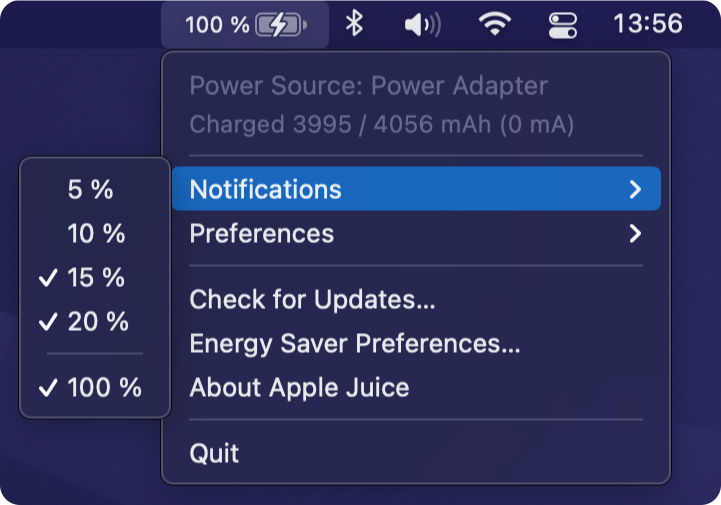 100 % 13:56
Power Source: Power Adapter
Charged 3995 / 4056 mAh (0 mA)
Notifications
Preferences
Check for Updates...
Energy Saver Preferences...
About Apple Juice
Quit
5 %
10 %
15 %
20 %
100 %